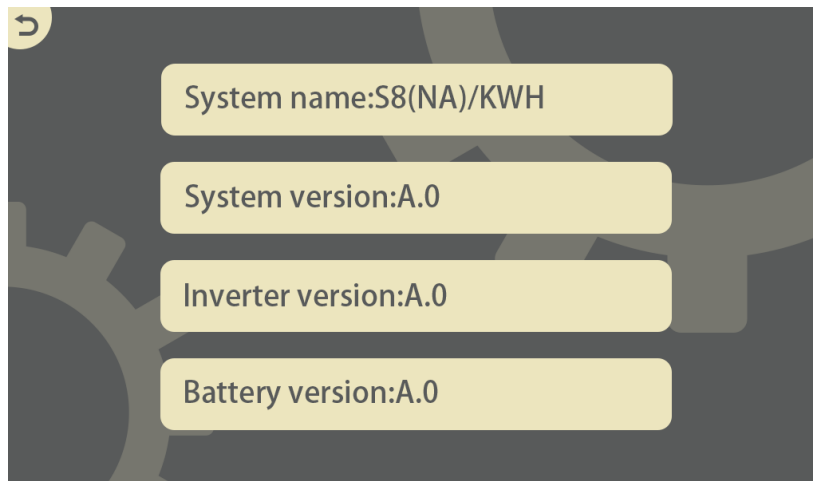 System name:S8(NA)/KWH
System version:A.0
Inverter version:A.0
Battery version:A.0